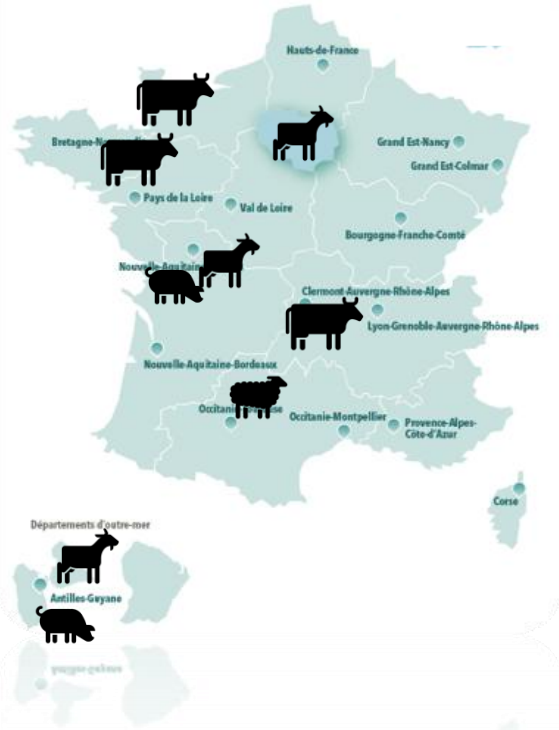 Hauts-de-France
Grand Est-Nancy
Grand Est-Colmar
Pays de la Loire
Val de Loire
Bourgogne-Franche-Comté
Clermont-Auvergne-Rhône-Alpes
Lyon-Grenoble-Auvergne-Rhône-Alpes
Nouvelle-Aquitaine-Bordeaux
Occitanie-Montpellier
Provence-Alpes-
Côte-d'Azur
Corse
Départements d'outre-mer
Antilles-Guyane